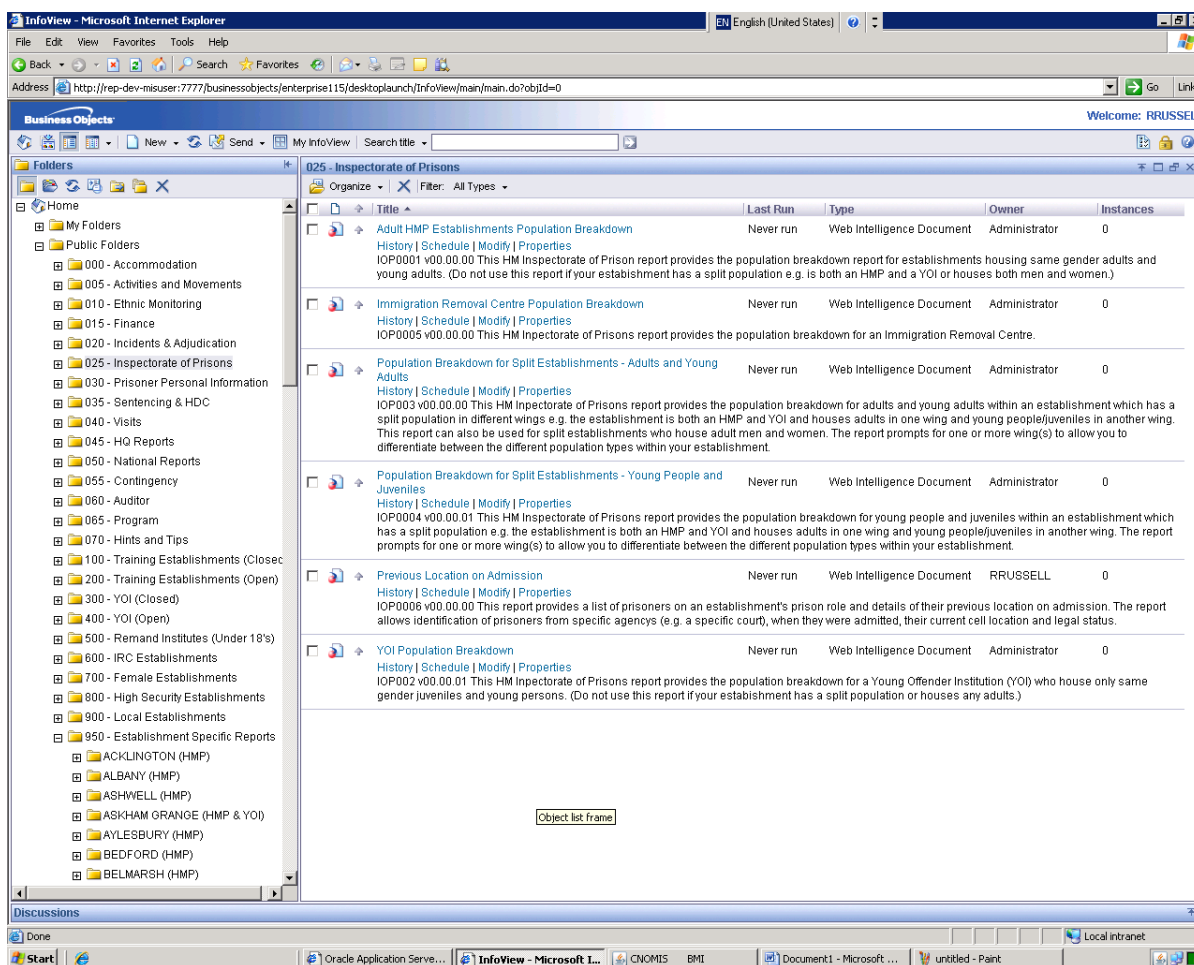 InfoView - Microsoft Internet Explorer
EN English (United States)
File Edit View Favorites Tools Help
Back Search Favorites
Address http://rep-dev-misuser:7777/businessobjects/enterprise115/desktoplaunch/InfoView/main/main.do?objId=0 Go Link
Business Objects Welcome: RRUSSEL
New Send My InfoView Search title
Folders
Home
My Folders
Public Folders
000 - Accommodation
005 - Activities and Movements
010 - Ethnic Monitoring
015 - Finance
020 - Incidents & Adjudication
025 - Inspectorate of Prisons
030 - Prisoner Personal Information
035 - Sentencing & HDC
040 - Visits
045 - HQ Reports
050 - National Reports
055 - Contingency
060 - Auditor
065 - Program
070 - Hints and Tips
100 - Training Establishments (Closed
200 - Training Establishments (Open)
300 - YOI (Closed)
400 - YOI (Open)
500 - Remand Institutes (Under 18's)
600 - IRC Establishments
700 - Female Establishments
800 - High Security Establishments
900 - Local Establishments
950 - Establishment Specific Reports
ACKLINGTON (HMP)
ALBANY (HMP)
ASHWELL (HMP)
ASKHAM GRANGE (HMP & YOI)
AYLESBURY (HMP)
BEDFORD (HMP)
BELMARSH (HMP)
025 - Inspectorate of Prisons
Organize Filter: All Types
Title Last Run Type Owner Instances
Adult HMP Establishments Population Breakdown Never run Web Intelligence Document Administrator 0
History | Schedule | Modify | Properties
IOP0001 v00.00.00 This HM Inpectorate of Prison report provides the population breakdown report for establishments housing same gender adults and
young adults. (Do not use this report if your estabishment has a split population e.g. is both an HMP and a YOI or houses both men and women.)
Immigration Removal Centre Population Breakdown Never run Web Intelligence Document Administrator 0
History | Schedule | Modify | Properties
IOP0005 v00.00.00 This HM Inpectorate of Prisons report provides the population breakdown for an Immigration Removal Centre.
Population Breakdown for Split Establishments - Adults and Young Never run Web Intelligence Document Administrator 0
Adults
History | Schedule | Modify | Properties
IOP003 v00.00.00 This HM Inpectorate of Prisons report provides the population breakdown for adults and young adults within an establishment which has a
split population in different wings e.g. the establishment is both an HMP and YOI and houses adults in one wing and young people/juveniles in another wing.
This report can also be used for split establishments who house adult men and women. The report prompts for one or more wing(s) to allow you to
differentiate between the different population types within your establishment.
Population Breakdown for Split Establishments - Young People and Never run Web Intelligence Document Administrator 0
Juveniles
History | Schedule | Modify | Properties
IOP0004 v00.00.01 This HM Inspectorate of Prisons report provides the population breakdown for young people and juveniles within an establishment which
has a split population e.g. the establishment is both an HMP and YOI and houses adults in one wing and young people/juveniles in another wing. The report
prompts for one or more wing(s) to allow you to differentiate between the different population types within your establishment.
Previous Location on Admission Never run Web Intelligence Document RRUSSELL 0
History | Schedule | Modify | Properties
IOP0006 v00.00.00 This report provides a list of prisoners on an establishment's prison role and details of their previous location on admission. The report
allows identification of prisoners from specific agencys (e.g. a specific court), when they were admitted, their current cell location and legal status.
YOI Population Breakdown Never run Web Intelligence Document Administrator 0
History | Schedule | Modify | Properties
IOP002 v00.00.01 This HM Inpectorate of Prisons report provides the population breakdown for a Young Offender Institution (YOI) who house only same
gender juveniles and young persons. (Do not use this report if your estabishment has a split population or houses any adults.)
Object list frame
Discussions
Done Local intranet
Start Oracle Application Serve... InfoView - Microsoft I... CNOMIS BMI Document1 - Microsoft ... untitled - Paint